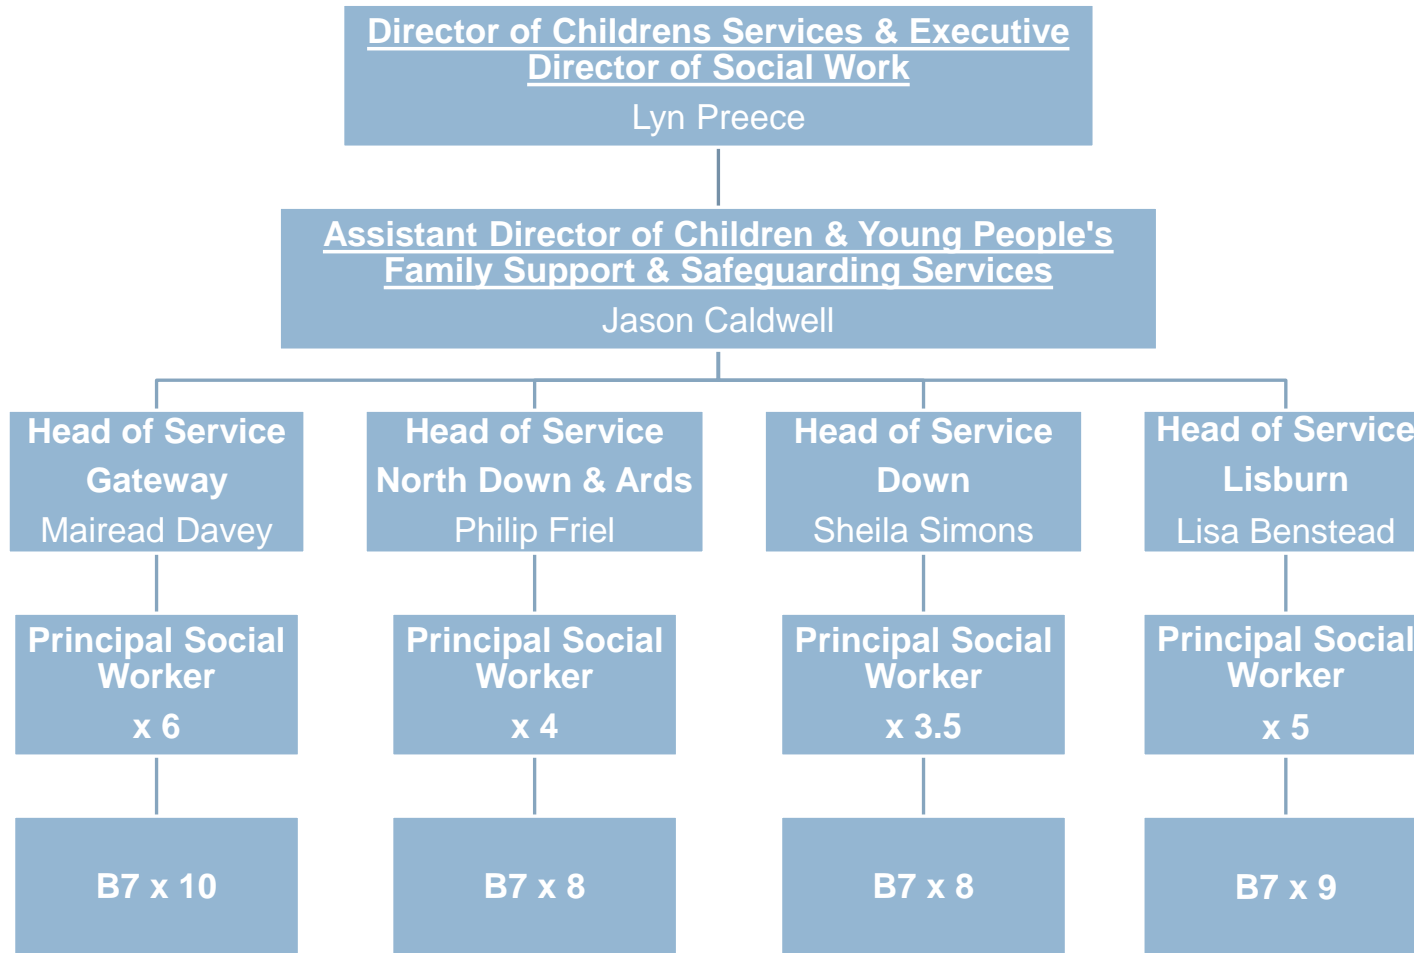 Director of Childrens Services & Executive
Director of Social Work
Lyn Preece
Assistant Director of Children & Young People's
Family Support & Safeguarding Services
Jason Caldwell
Head of Service
Gateway
Mairead Davey
Head of Service
North Down & Ards
Philip Friel
Head of Service
Down
Sheila Simons
Head of Service
Lisburn
Lisa Benstead
Principal Social
Worker
x 6
Principal Social
Worker
x 4
Principal Social
Worker
x 3.5
Principal Social
Worker
x 5
B7 x 10
B7 x 8
B7 x 8
B7 x 9